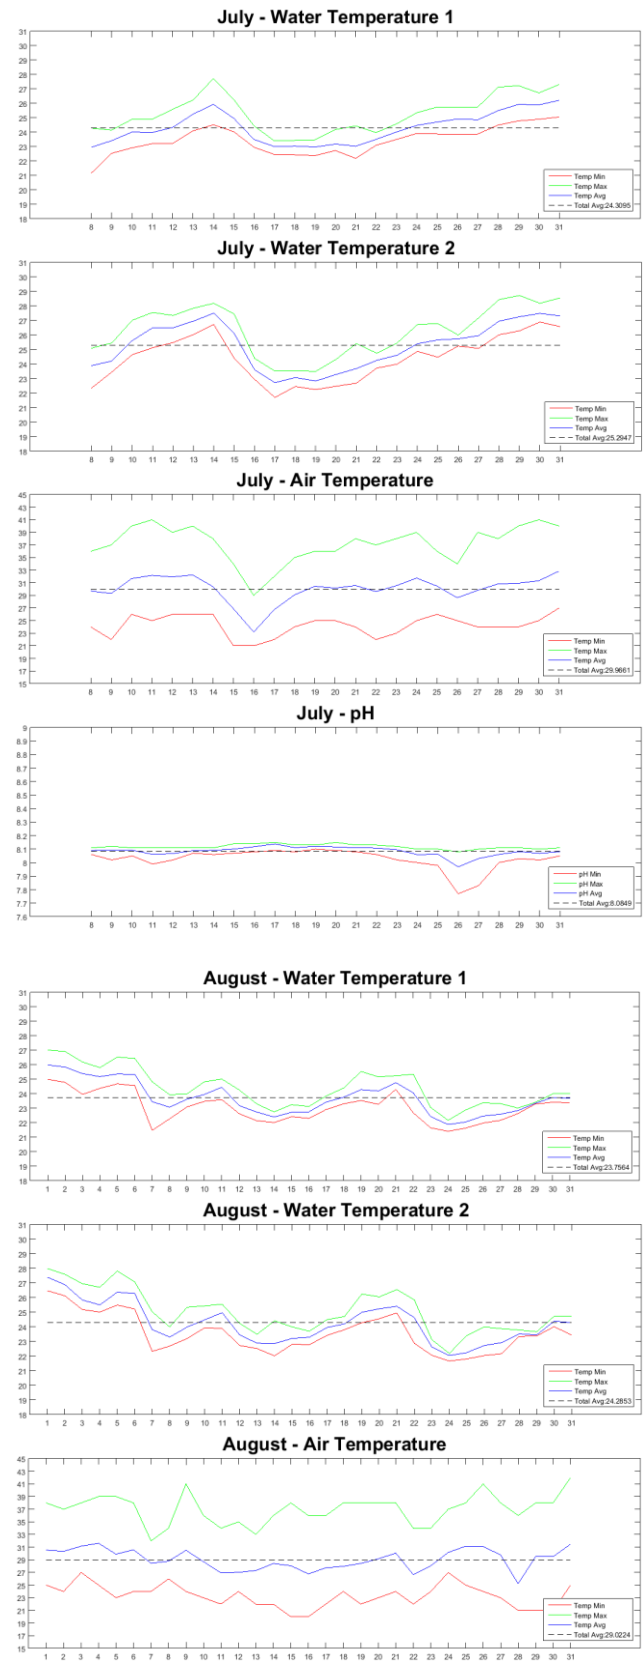 July - Water Temperature 1
31
30
29
28
27
26
25
24
23
22
21
20
19
18
8 9 10 11 12 13 14 15 16 17 18 19 20 21 22 23 24 25 26 27 28 29 30 31
Temp Min
Temp Max
Temp Avg
Total Avg:24.3095
July - Water Temperature 2
31
30
29
28
27
26
25
24
23
22
21
20
19
18
8 9 10 11 12 13 14 15 16 17 18 19 20 21 22 23 24 25 26 27 28 29 30 31
Temp Min
Temp Max
Temp Avg
Total Avg:25.2947
July - Air Temperature
45
43
41
39
37
35
33
31
29
27
25
23
21
19
17
15
8 9 10 11 12 13 14 15 16 17 18 19 20 21 22 23 24 25 26 27 28 29 30 31
Temp Min
Temp Max
Temp Avg
Total Avg:29.9661
July - pH
9
8.9
8.8
8.7
8.6
8.5
8.4
8.3
8.2
8.1
8
7.9
7.8
7.7
7.6
8 9 10 11 12 13 14 15 16 17 18 19 20 21 22 23 24 25 26 27 28 29 30 31
pH Min
pH Max
pH Avg
Total Avg:8.0849
August - Water Temperature 1
31
30
29
28
27
26
25
24
23
22
21
20
19
18
1 2 3 4 5 6 7 8 9 10 11 12 13 14 15 16 17 18 19 20 21 22 23 24 25 26 27 28 29 30 31
Temp Min
Temp Max
Temp Avg
Total Avg:23.7564
August - Water Temperature 2
31
30
29
28
27
26
25
24
23
22
21
20
19
18
1 2 3 4 5 6 7 8 9 10 11 12 13 14 15 16 17 18 19 20 21 22 23 24 25 26 27 28 29 30 31
Temp Min
Temp Max
Temp Avg
Total Avg:24.2853
August - Air Temperature
45
43
41
39
37
35
33
31
29
27
25
23
21
19
17
15
1 2 3 4 5 6 7 8 9 10 11 12 13 14 15 16 17 18 19 20 21 22 23 24 25 26 27 28 29 30 31
Temp Min
Temp Max
Temp Avg
Total Avg:29.0224